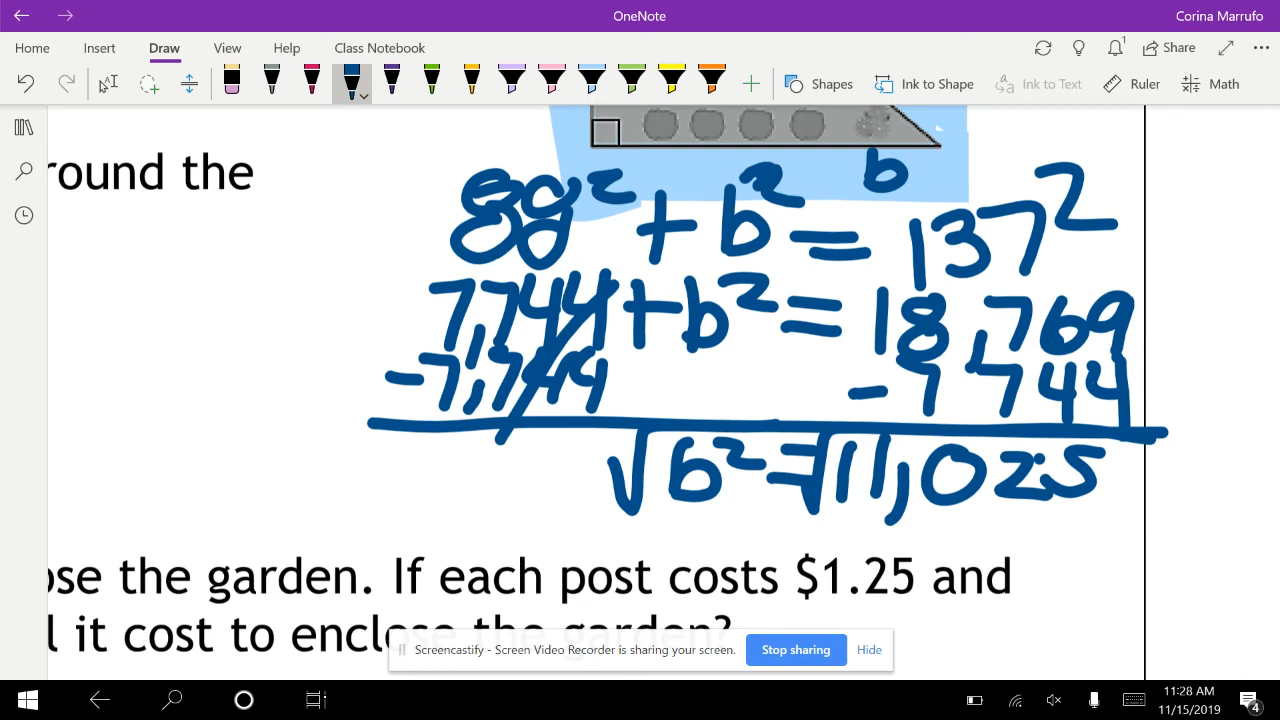 OneNote
Corina Marrufo
Home Insert Draw View Help Class Notebook
1 Share
Shapes Ink to Shape Ink to Text Ruler Math
round the
b
88² + b² = 137²
7,744 + b² = 18,769
-7,744 -7744
√b² = √11,025
ose the garden. If each post costs $1.25 and
l it cost to enclose the garden?
Screencastify - Screen Video Recorder is sharing your screen. Stop sharing Hide
11:28 AM
11/15/2019
4